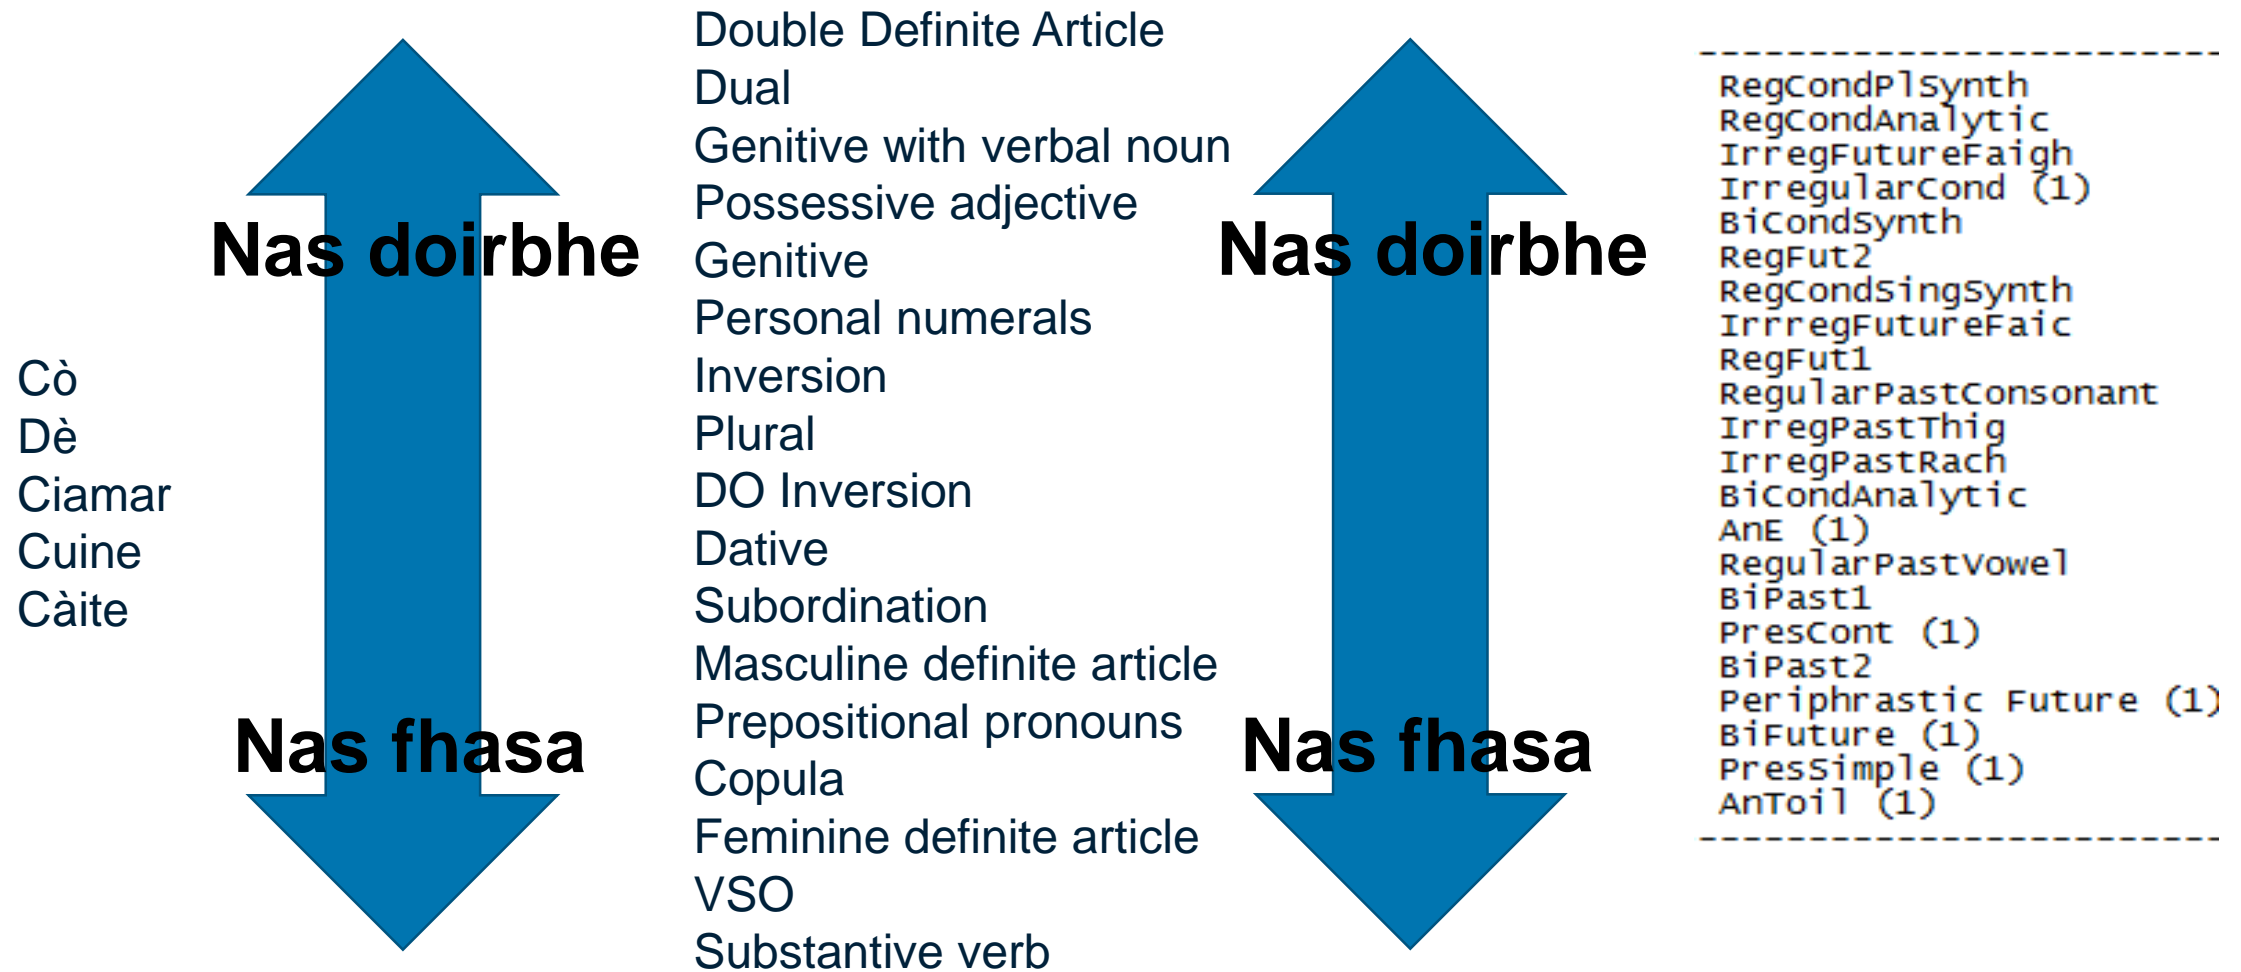 Cò
Dè
Ciamar
Cuine
Càite
Nas doirbhe
Nas fhasa
Double Definite Article
Dual
Genitive with verbal noun
Possessive adjective
Genitive
Personal numerals
Inversion
Plural
DO Inversion
Dative
Subordination
Masculine definite article
Prepositional pronouns
Copula
Feminine definite article
VSO
Substantive verb
Nas doirbhe
Nas fhasa
RegCondPlSynth
RegCondAnalytic
IrregFutureFaigh
IrregularCond (1)
BiCondSynth
RegFut2
RegCondSingSynth
IrrregFutureFaic
RegFut1
RegularPastConsonant
IrregPastThig
IrregPastRach
BiCondAnalytic
AnE (1)
RegularPastVowel
BiPast1
PresCont (1)
BiPast2
Periphrastic Future (1)
BiFuture (1)
PresSimple (1)
AnToil (1)